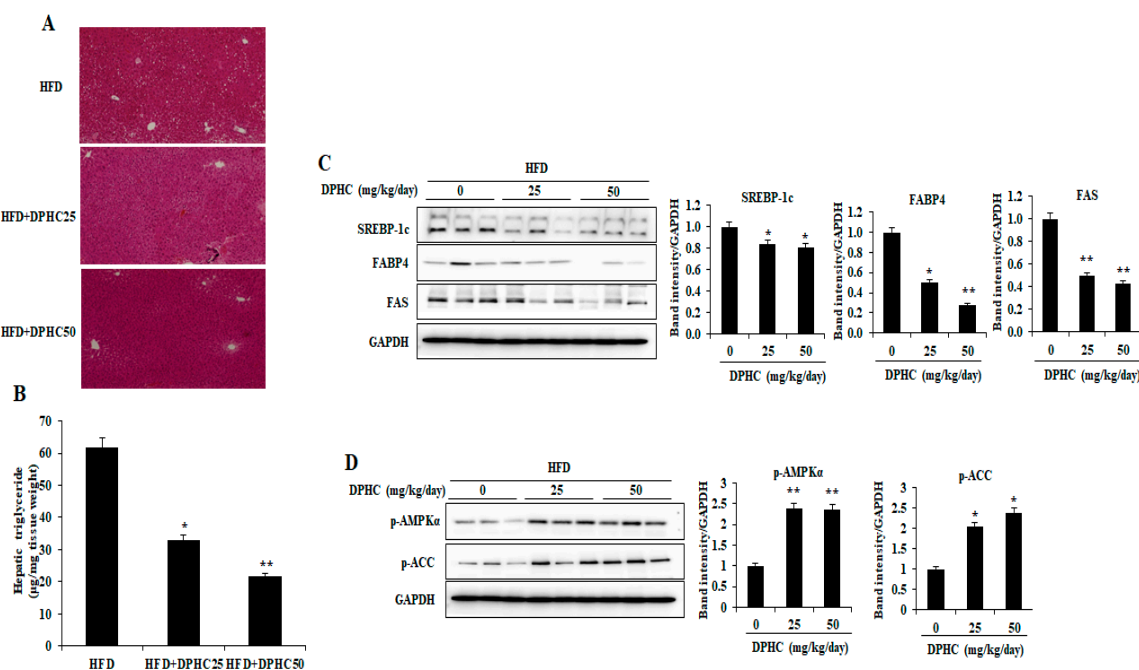 A
HFD
HFD+DPHC25
HFD+DPHC50
B
Hepatic triglyceride
(µg/mg tissue weight)
70
60
50
40
30
20
10
0
*
**
HFD HFD+DPHC25 HFD+DPHC50
C
HFD
DPHC (mg/kg/day) 0 25 50
SREBP-1c
FABP4
FAS
GAPDH
SREBP-1c
Band intensity/GAPDH
1.2
1.0
0.8
0.6
0.4
0.2
0.0
* *
0 25 50
DPHC (mg/kg/day)
FABP4
Band intensity/GAPDH
1.2
1.0
0.8
0.6
0.4
0.2
0.0
* **
0 25 50
DPHC (mg/kg/day)
FAS
Band intensity/GAPDH
1.2
1.0
0.8
0.6
0.4
0.2
0.0
** **
0 25 50
DPHC (mg/kg/day)
D
HFD
DPHC (mg/kg/day) 0 25 50
p-AMPKα
p-ACC
GAPDH
p-AMPKα
Band intensity/GAPDH
3
2.5
2
1.5
1
0.5
0
** **
0 25 50
DPHC (mg/kg/day)
p-ACC
Band intensity/GAPDH
3
2.5
2
1.5
1
0.5
0
* *
0 25 50
DPHC (mg/kg/day)